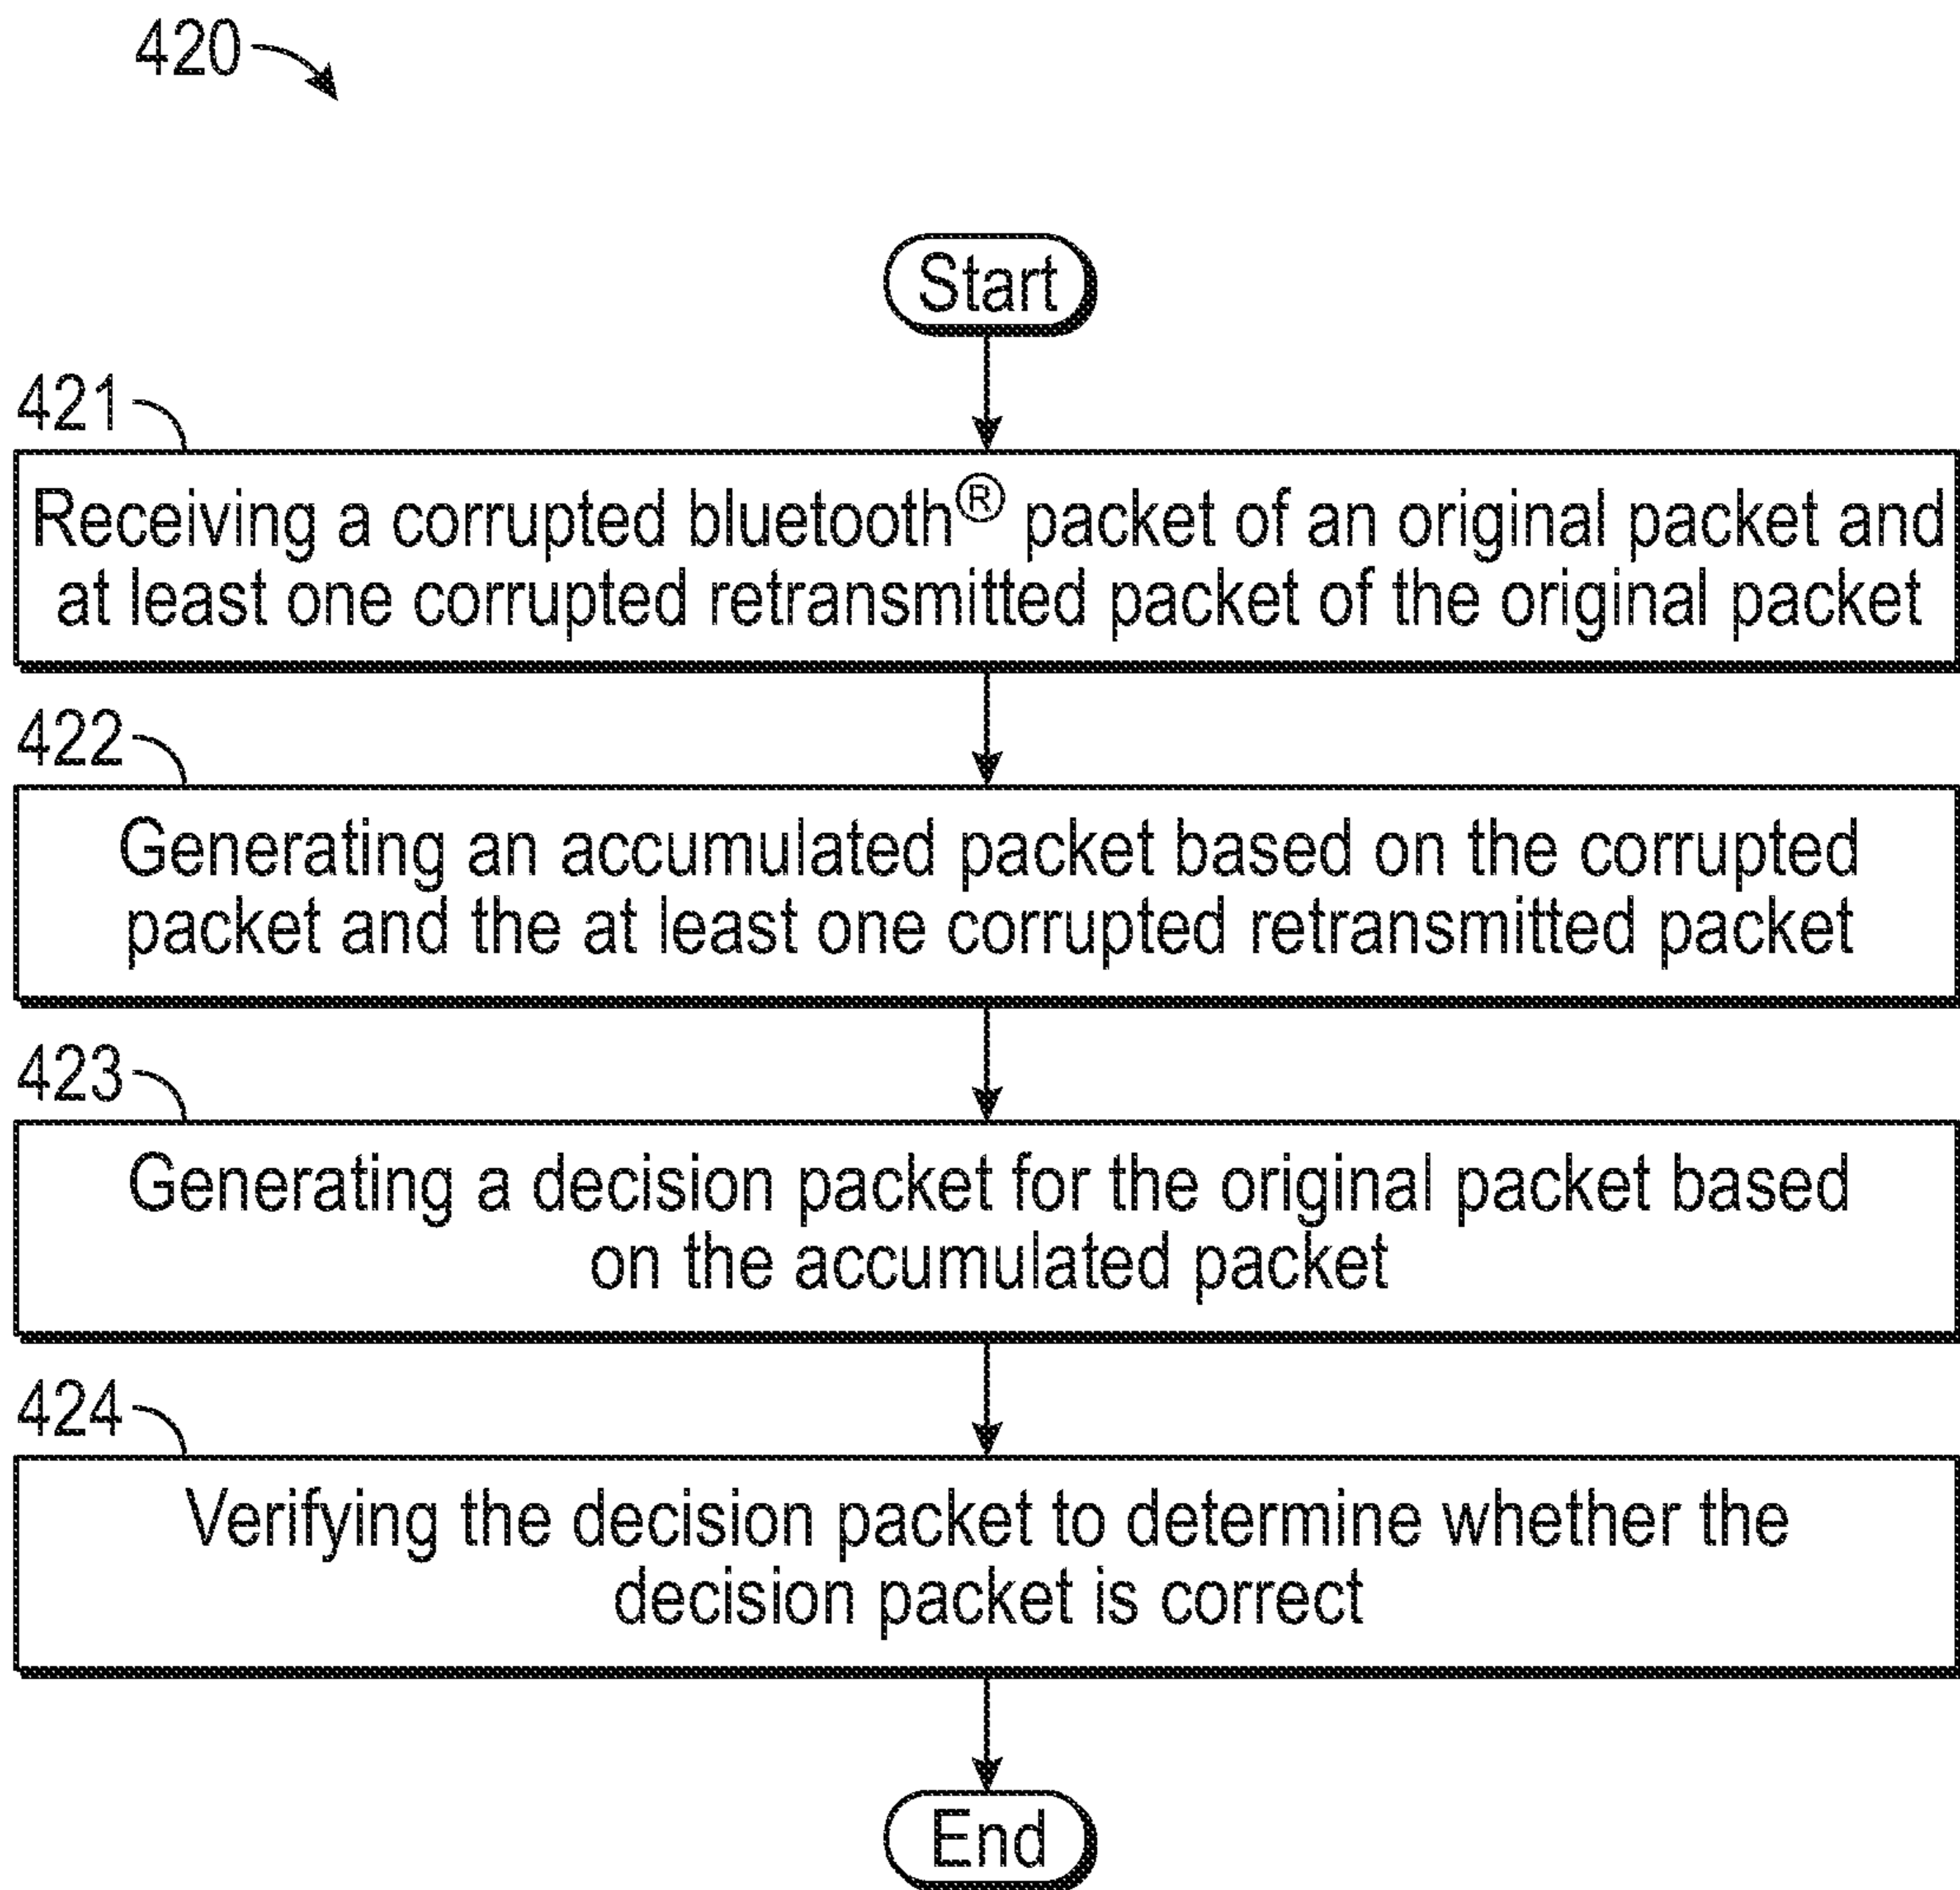 420
Start
421
Receiving a corrupted bluetooth® packet of an original packet and
at least one corrupted retransmitted packet of the original packet
422
Generating an accumulated packet based on the corrupted
packet and the at least one corrupted retransmitted packet
423
Generating a decision packet for the original packet based
on the accumulated packet
424
Verifying the decision packet to determine whether the
decision packet is correct
End